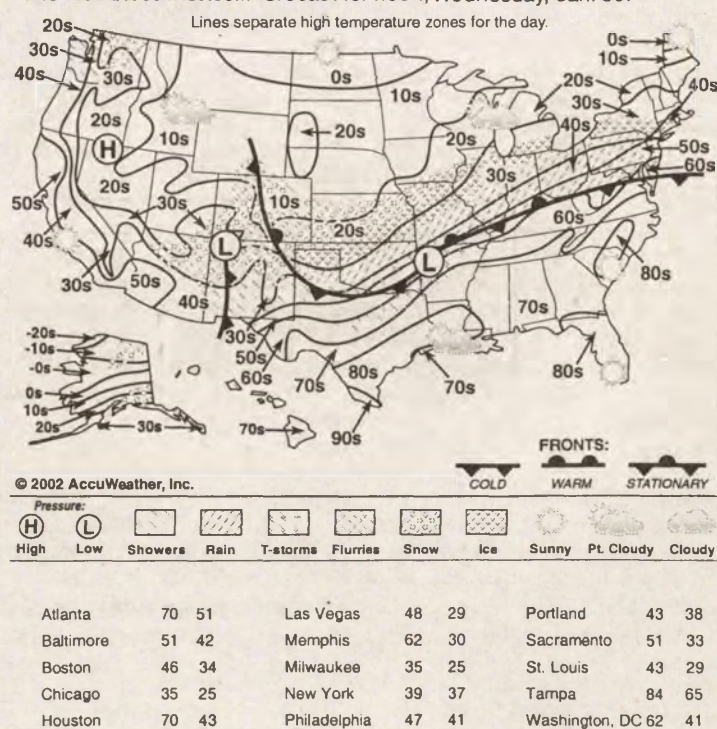 Lines separate high temperature zones for the day.
20s
30s
40s
30s
20s
H
20s
10s
0s
10s
20s
20s
0s
10s
20s
30s
40s
40s
50s
60s
30s
10s
20s
30s
L
L
60s
50s
40s
30s
50s
40s
80s
70s
30s
50s
60s
70s
80s
70s
80s
90s
-20s
-10s
-0s
0s
10s
20s
30s
70s
FRONTS:
COLD WARM STATIONARY
© 2002 AccuWeather, Inc.
Pressure:
H L
High Low Showers Rain T-storms Flurries Snow Ice Sunny Pt. Cloudy Cloudy
Atlanta 70 51 Las Vegas 48 29 Portland 43 38
Baltimore 51 42 Memphis 62 30 Sacramento 51 33
Boston 46 34 Milwaukee 35 25 St. Louis 43 29
Chicago 35 25 New York 39 37 Tampa 84 65
Houston 70 43 Philadelphia 47 41 Washington, DC 62 41